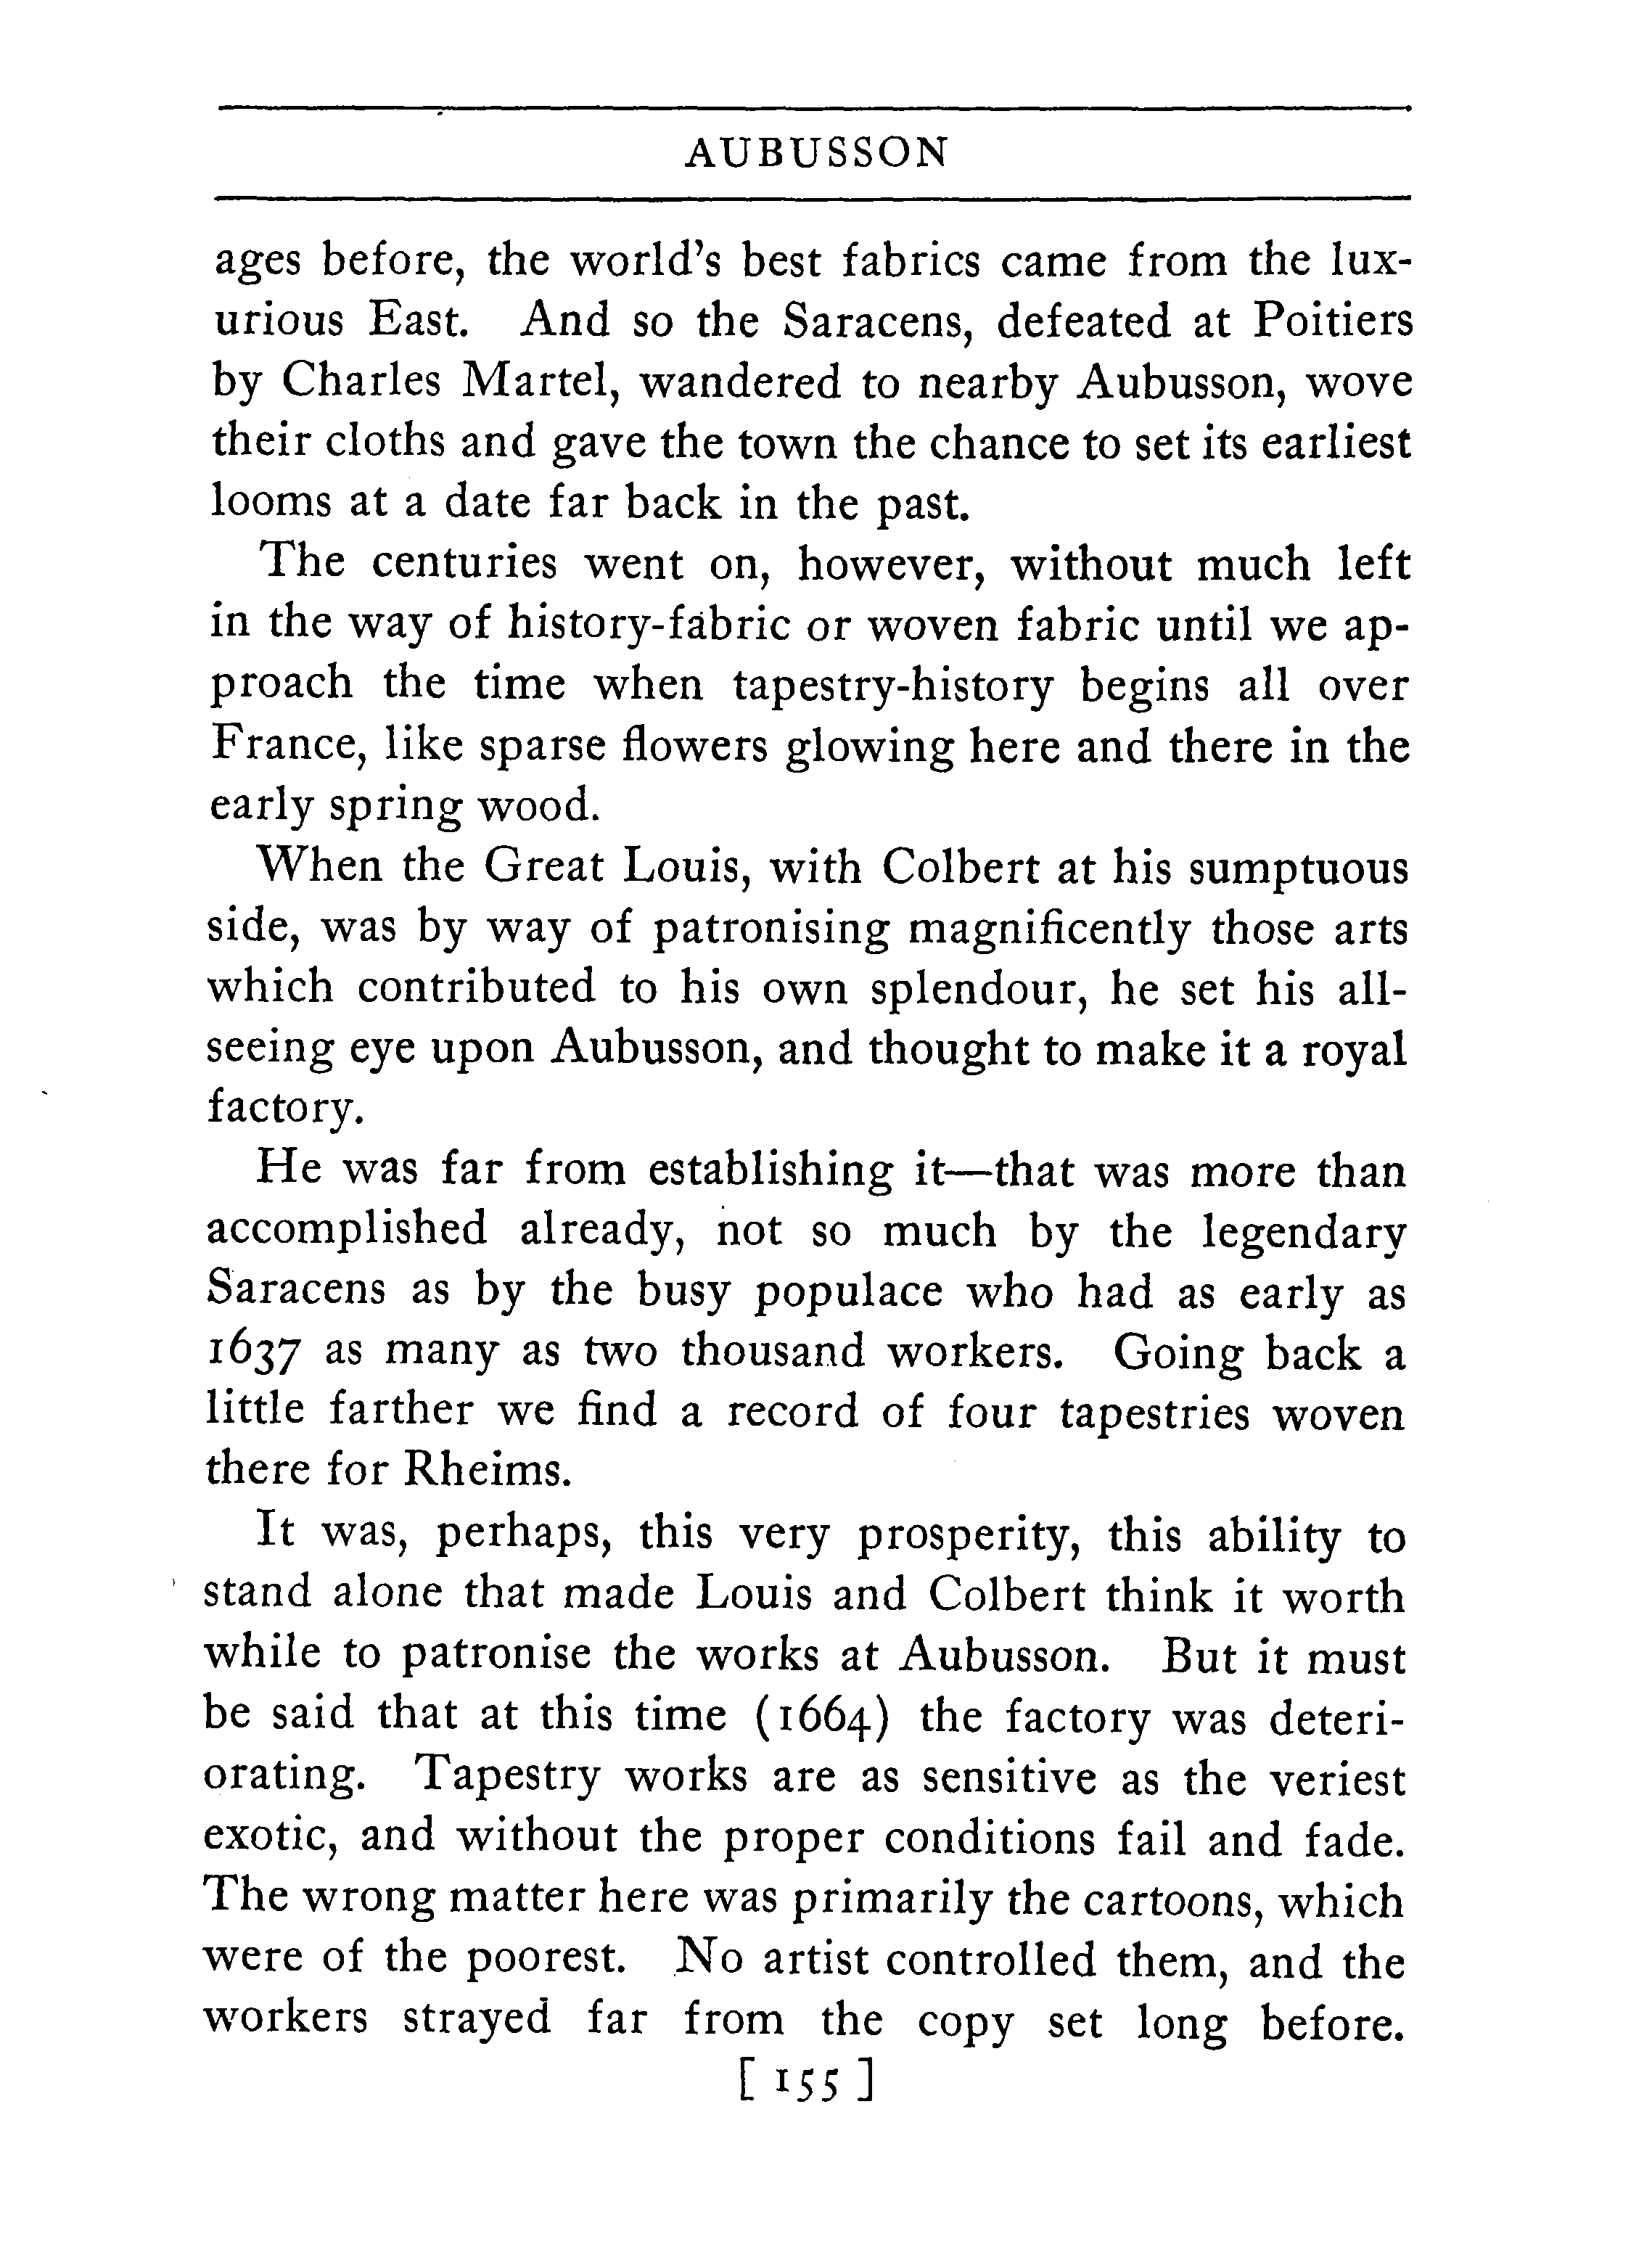 AUBUSSON
ages before, the world's best fabrics came from the lux-
urious East. And so the Saracens, defeated at Poitiers
by Charles Martel, wandered to nearby Aubusson, wove
their cloths and gave the town the chance to set its earliest
looms at a date far back in the past.
The centuries went on, however, without much left
in the way of history-fabric or woven fabric until we ap-
proach the time when tapestry-history begins all over
France, like sparse flowers glowing here and there in the
early spring wood.
When the Great Louis, with Colbert at his sumptuous
side, was by way of patronising magnificently those arts
which contributed to his own splendour, he set his all-
seeing eye upon Aubusson, and thought to make it a royal
factory.
He was far from establishing it—that was more than
accomplished already, not so much by the legendary
Saracens as by the busy populace who had as early as
1637 as many as two thousand workers. Going back a
little farther we find a record of four tapestries woven
there for Rheims.
It was, perhaps, this very prosperity, this ability to
stand alone that made Louis and Colbert think it worth
while to patronise the works at Aubusson. But it must
be said that at this time (1664) the factory was deteri-
orating. Tapestry works are as sensitive as the veriest
exotic, and without the proper conditions fail and fade.
The wrong matter here was primarily the cartoons, which
were of the poorest. No artist controlled them, and the
workers strayed far from the copy set long before.
[ 155 ]